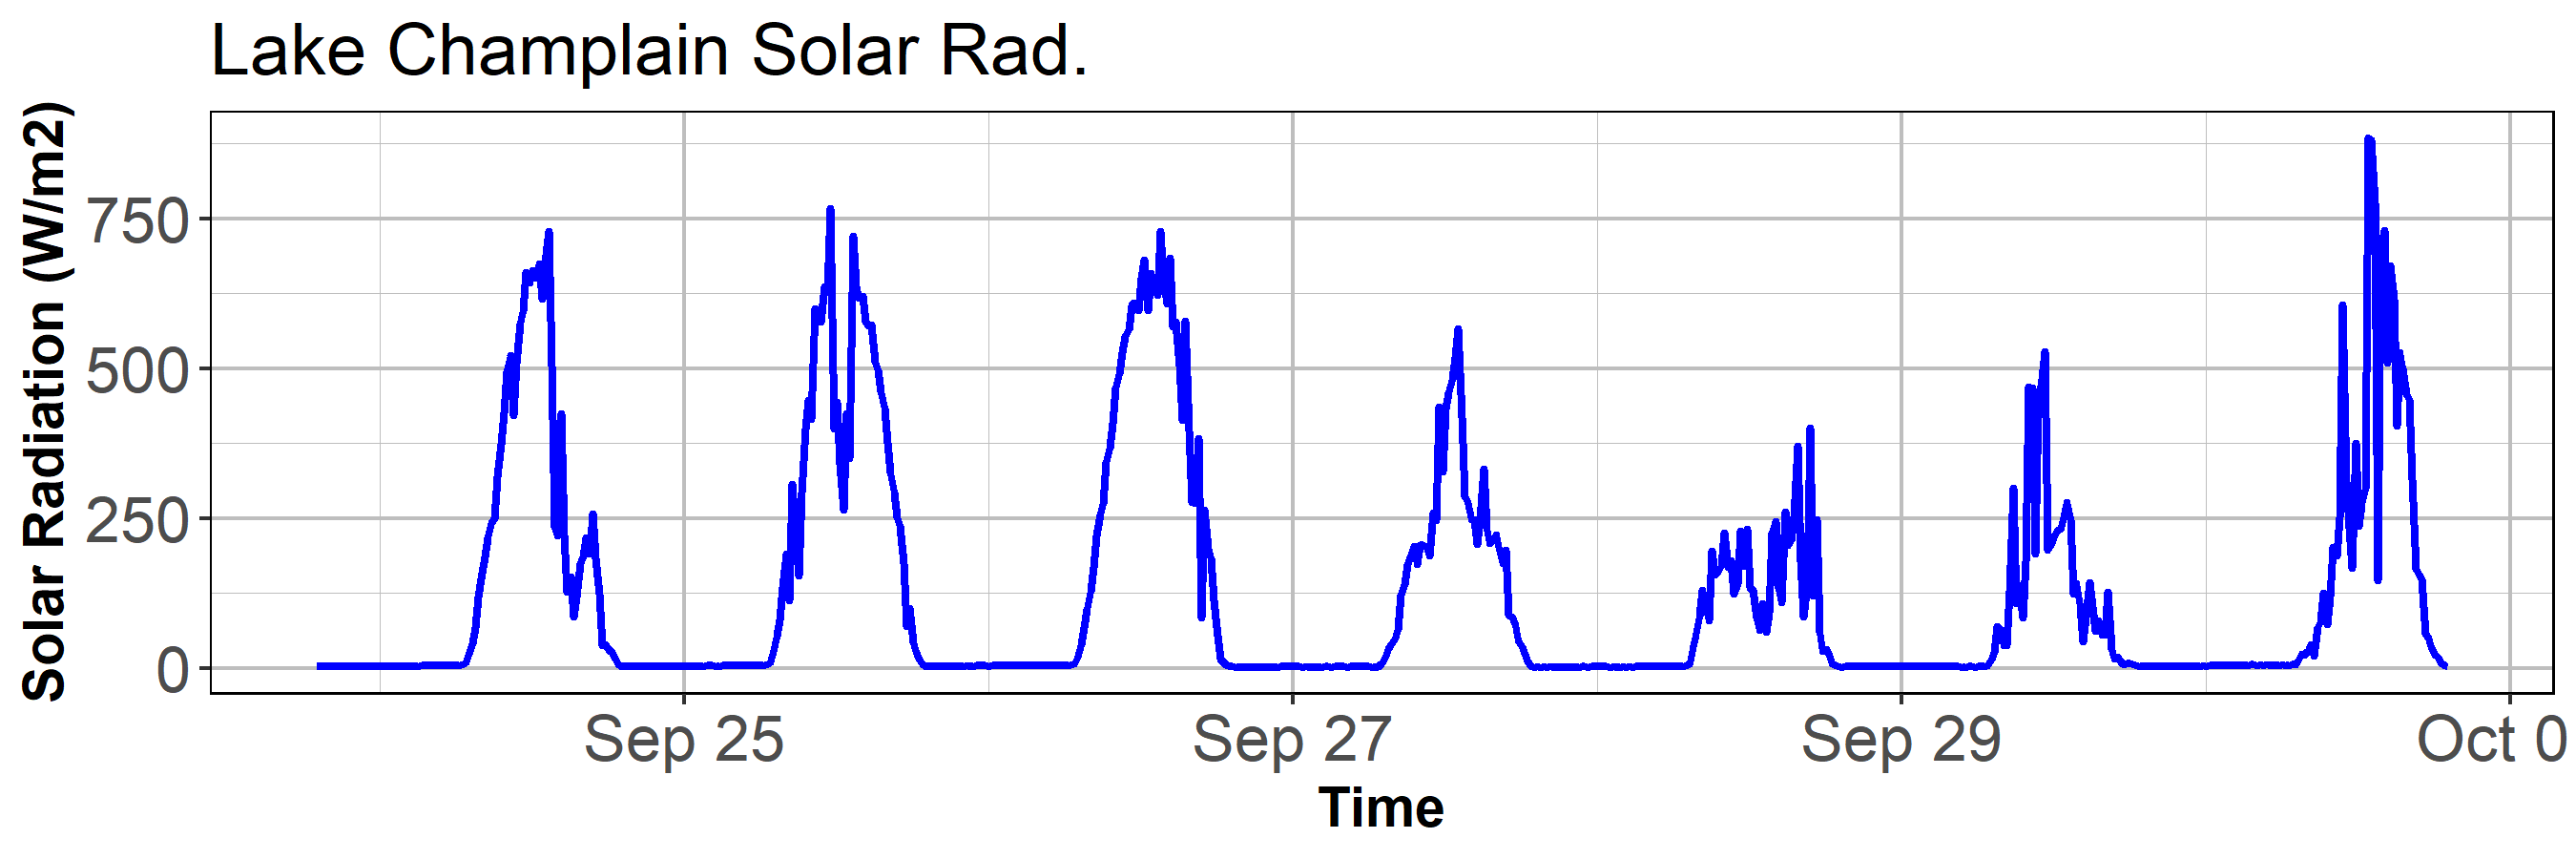 Lake Champlain Solar Rad.
Solar Radiation (W/m2)
750
500
250
0
Sep 25
Sep 27
Sep 29
Oct 0
Time